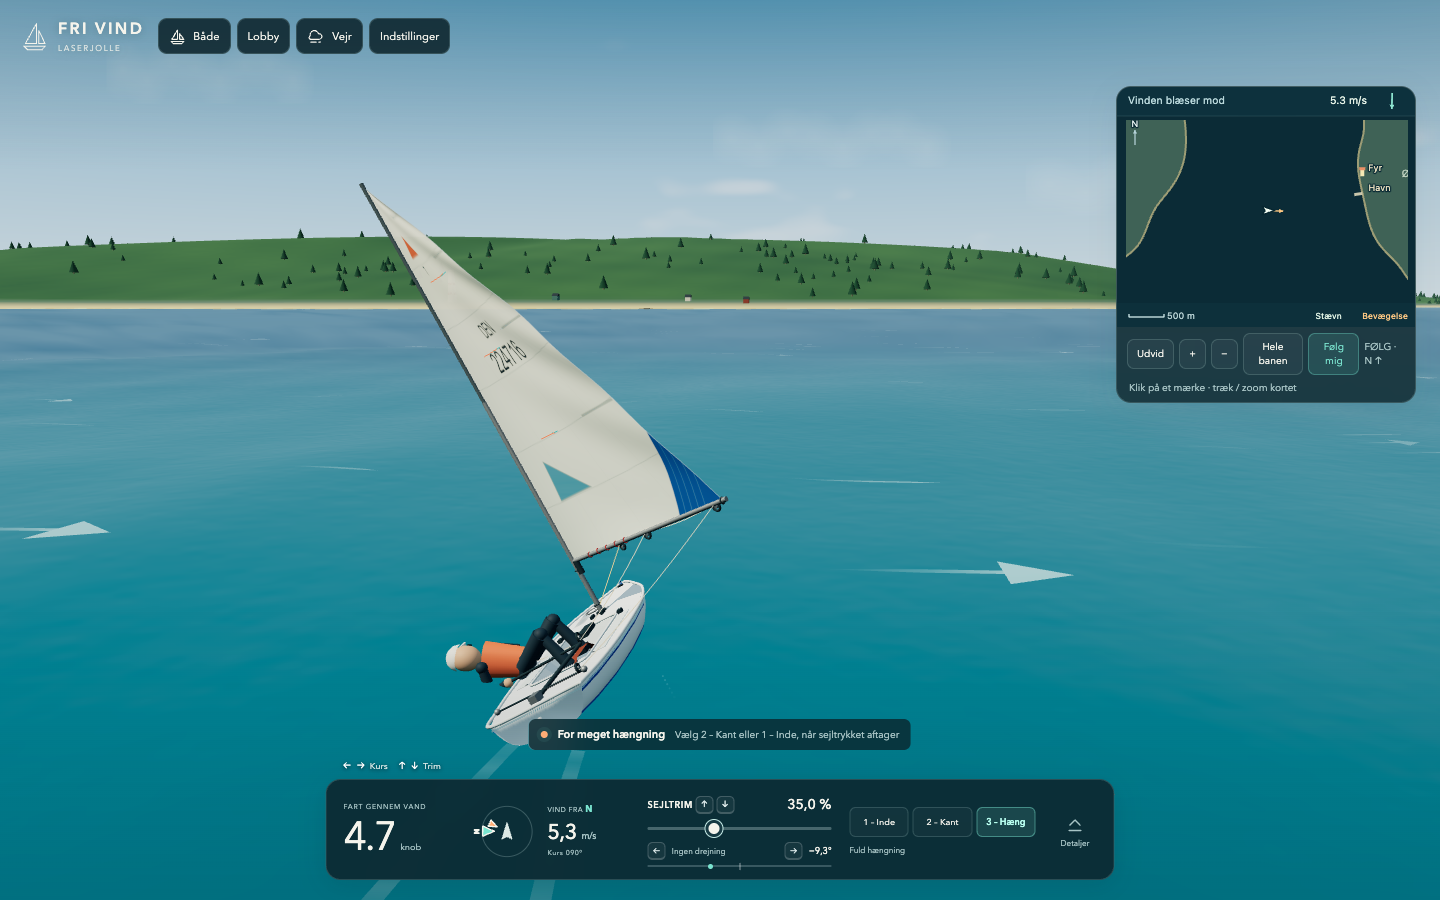 FRI VIND
LASERJOLLE
Både
Lobby
Vejr
Indstillinger
Vinden blæser mod
5.3 m/s
N
Fyr
Havn
500 m
Stævn
Bevægelse
Udvid
+
−
Hele
banen
Følg
mig
FØLG ·
N ↑
Klik på et mærke · træk / zoom kortet
DEN
224716
For meget hængning
Vælg 2 – Kant eller 1 – Inde, når sejltrykket aftager
← → Kurs ↑ ↓ Trim
FART GENNEM VAND
4.7 knob
VIND FRA N
5,3 m/s
Kurs 090°
SEJLTRIM ↑ ↓ 35,0 %
← Ingen drejning → −9,3°
1 – Inde
2 – Kant
3 – Hæng
Fuld hængning
Detaljer